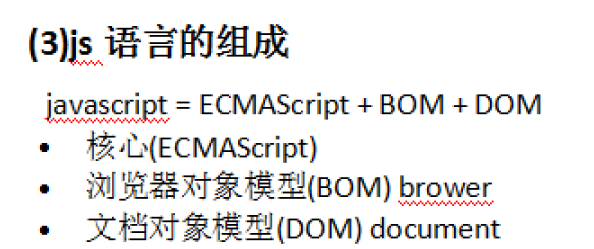 (3)js 语言的组成
javascript = ECMAScript + BOM + DOM
• 核心(ECMAScript)
• 浏览器对象模型(BOM) brower
• 文档对象模型(DOM) document